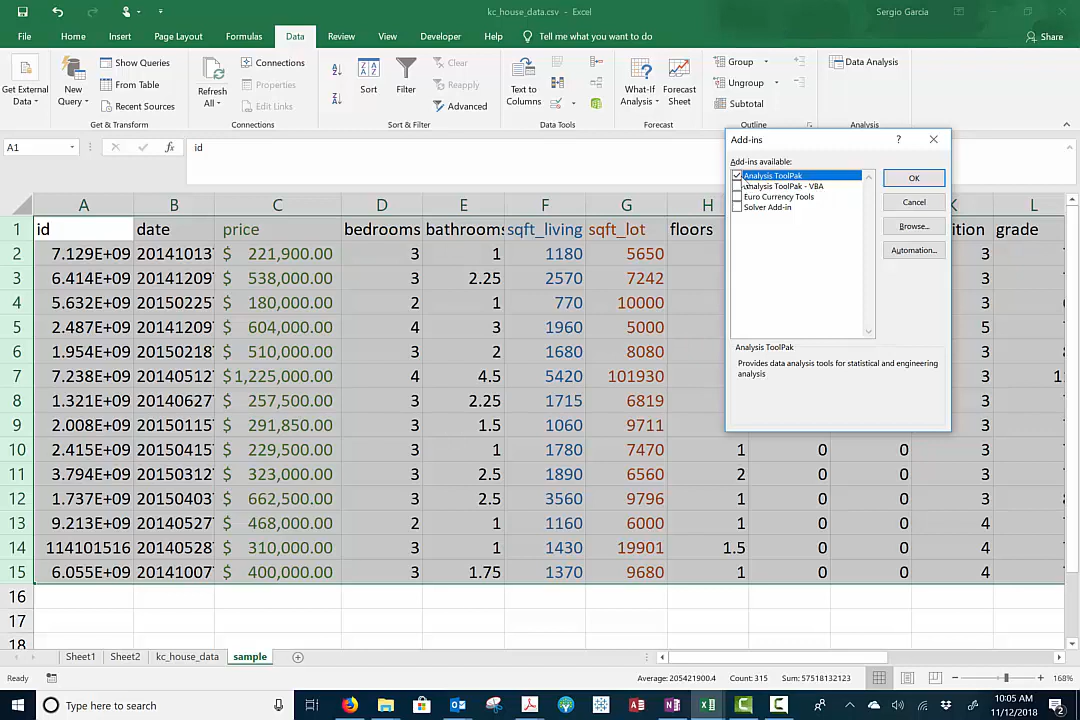 kc_house_data.csv - Excel
Sergio Garcia
File Home Insert Page Layout Formulas Data Review View Developer Help Tell me what you want to do Share
Get External Data
New Query
Show Queries
From Table
Recent Sources
Get & Transform
Refresh All
Connections
Properties
Edit Links
Connections
Sort
Filter
Clear
Reapply
Advanced
Sort & Filter
Text to Columns
Data Tools
What-If Analysis
Forecast Sheet
Forecast
Group
Ungroup
Subtotal
Outline
Data Analysis
Analysis
A1
fx
id
Add-ins
?
Add-ins available:
Analysis ToolPak
Analysis ToolPak - VBA
Euro Currency Tools
Solver Add-in
OK
Cancel
Browse...
Automation...
Analysis ToolPak
Provides data analysis tools for statistical and engineering
analysis
A B C D E F G H K L
1 id date price bedrooms bathrooms sqft_living sqft_lot floors ition grade
2 7.129E+09 20141013 $ 221,900.00 3 1 1180 5650 3
3 6.414E+09 20141209 $ 538,000.00 3 2.25 2570 7242 3
4 5.632E+09 20150225 $ 180,000.00 2 1 770 10000 3
5 2.487E+09 20141209 $ 604,000.00 4 3 1960 5000 5
6 1.954E+09 20150218 $ 510,000.00 3 2 1680 8080 3
7 7.238E+09 20140512 $ 1,225,000.00 4 4.5 5420 101930 3 1
8 1.321E+09 20140627 $ 257,500.00 3 2.25 1715 6819 3
9 2.008E+09 20150115 $ 291,850.00 3 1.5 1060 9711 3
10 2.415E+09 20150415 $ 229,500.00 3 1 1780 7470 1 0 0 3
11 3.794E+09 20150312 $ 323,000.00 3 2.5 1890 6560 2 0 0 3
12 1.737E+09 20150403 $ 662,500.00 3 2.5 3560 9796 1 0 0 3
13 9.213E+09 20140527 $ 468,000.00 2 1 1160 6000 1 0 0 4
14 114101516 20140528 $ 310,000.00 3 1 1430 19901 1.5 0 0 4
15 6.055E+09 20141007 $ 400,000.00 3 1.75 1370 9680 1 0 0 4
16
17
18
Sheet1 Sheet2 kc_house_data sample
Ready
Average: 205421900.4 Count: 315 Sum: 57518132123
168%
Type here to search
10:05 AM
11/12/2018